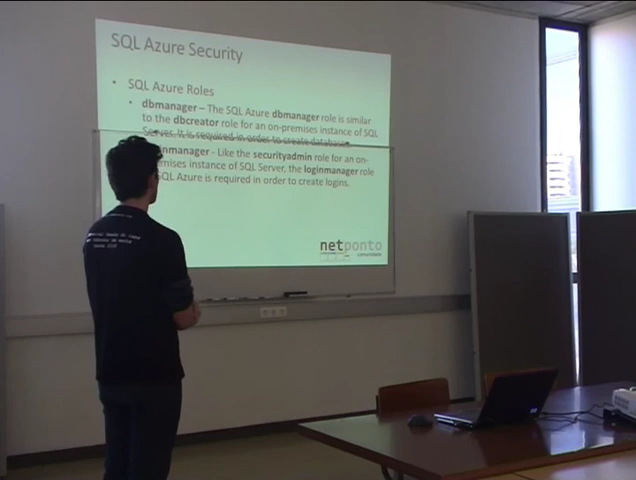 SQL Azure Security
• SQL Azure Roles
• dbmanager – The SQL Azure dbmanager role is similar
to the dbcreator role for an on-premises instance of SQL
Server. It is required in order to create databases.
manager - Like the securityadmin role for an on-
mises instance of SQL Server, the loginmanager role
SQL Azure is required in order to create logins.
netponto
comunidade